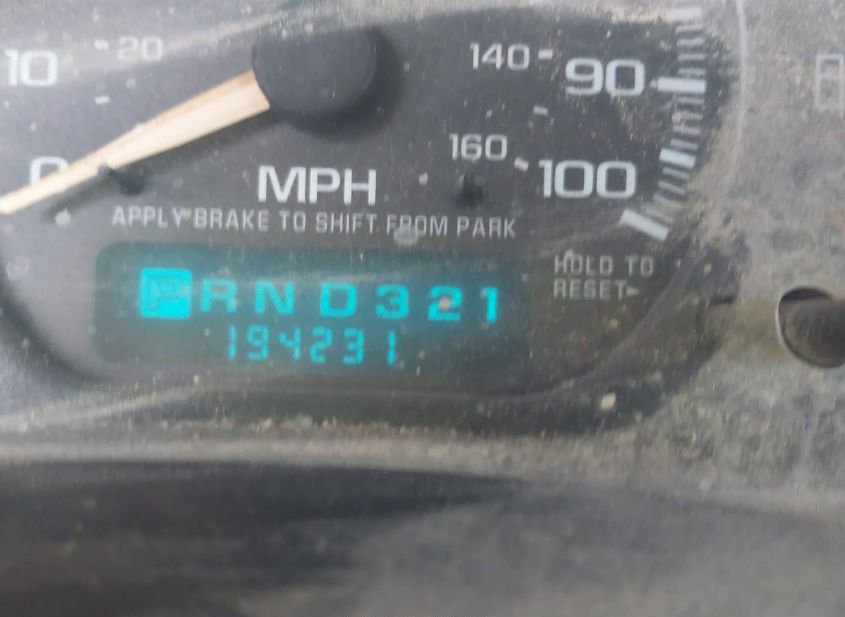 10 20 140 90
0 160 100
MPH
APPLY BRAKE TO SHIFT FROM PARK
HOLD TO
RESET
P R N D 3 2 1
194231